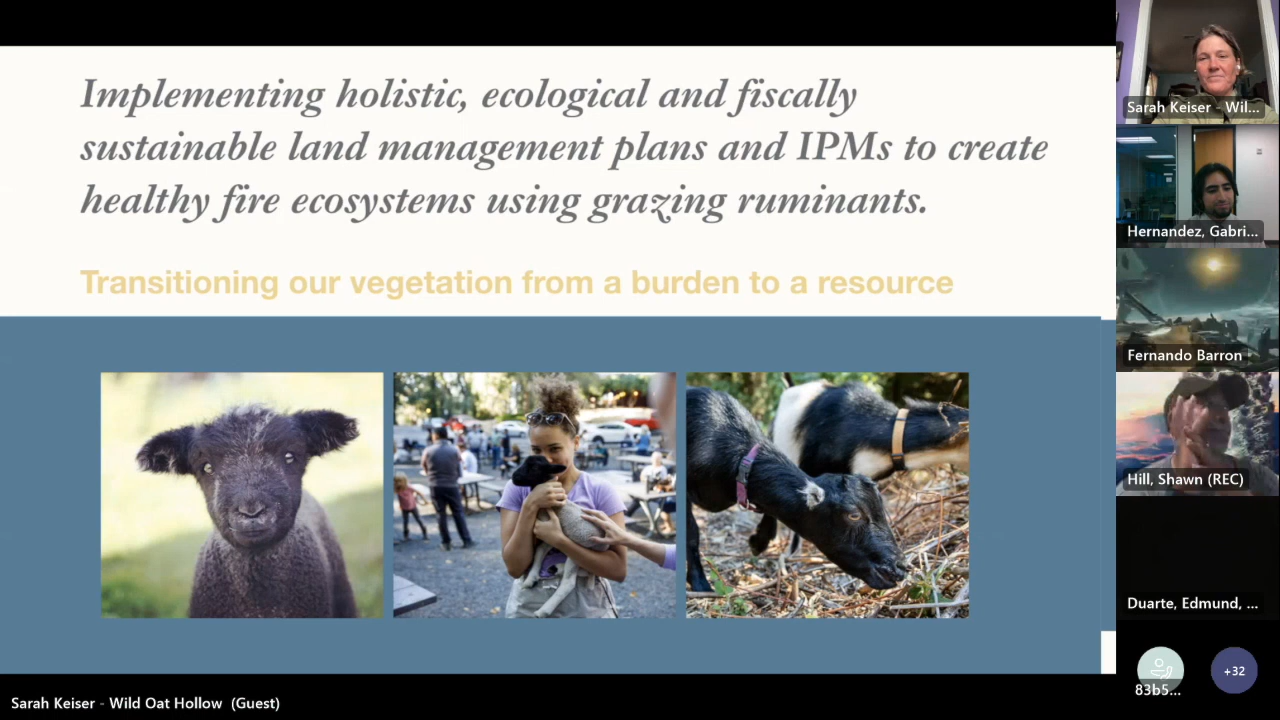 Implementing holistic, ecological and fiscally
sustainable land management plans and IPMs to create
healthy fire ecosystems using grazing ruminants.
Transitioning our vegetation from a burden to a resource
Sarah Keiser - Wil...
Hernandez, Gabri...
Fernando Barron
Hill, Shawn (REC)
Duarte, Edmund, ...
83b5...
+32
Sarah Keiser - Wild Oat Hollow (Guest)